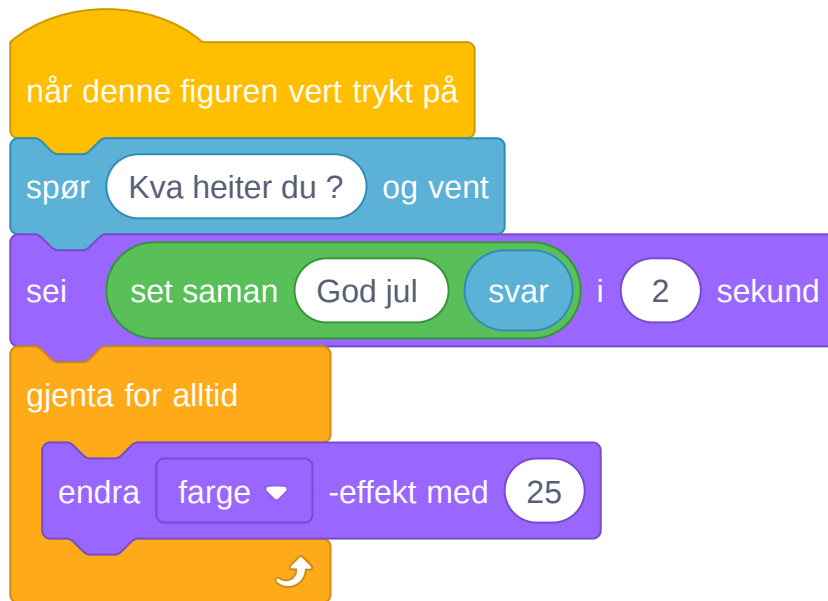 når denne figuren vert trykt på
spør Kva heiter du ? og vent
sei set saman God jul svar i 2 sekund
gjenta for alltid
endra farge -effekt med 25